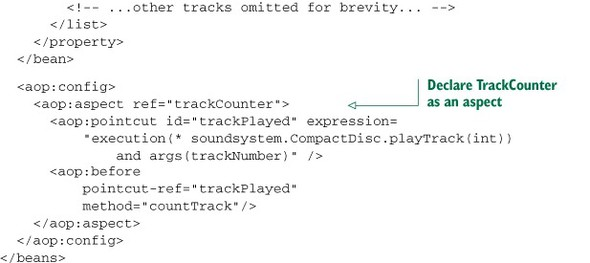 <!-- ...other tracks omitted for brevity... -->
</list>
</property>
</bean>
<aop:config>
<aop:aspect ref="trackCounter">
Declare TrackCounter
as an aspect
<aop:pointcut id="trackPlayed" expression=
"execution(* soundsystem.CompactDisc.playTrack(int))
and args(trackNumber)" />
<aop:before
pointcut-ref="trackPlayed"
method="countTrack"/>
</aop:aspect>
</aop:config>
</beans>